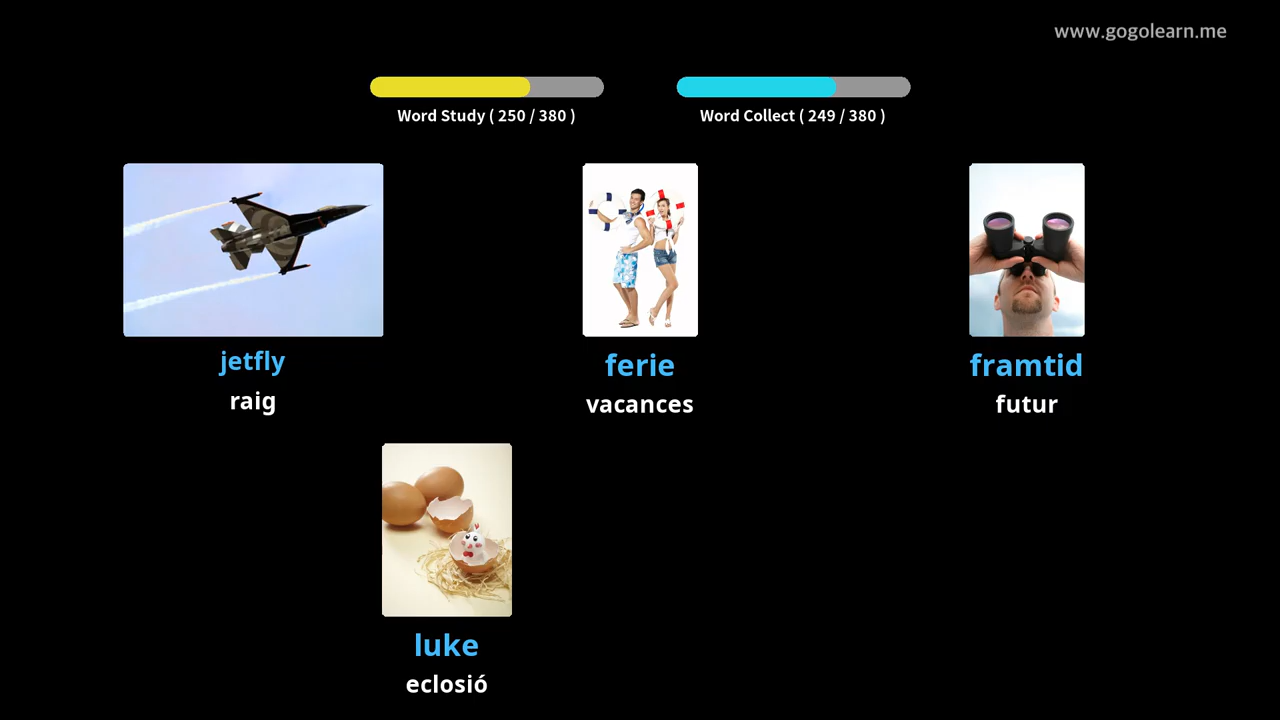 www.gogolearn.me
Word Study ( 250 / 380 )
Word Collect ( 249 / 380 )
jetfly
raig
ferie
vacances
framtid
futur
luke
eclosió